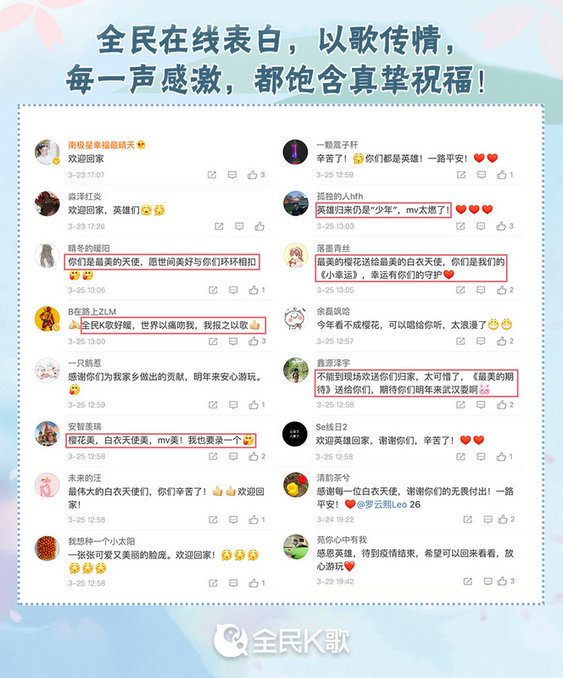 全民在线表白，以歌传情，
每一声感激，都饱含真挚祝福！
南极星幸福最晴天
欢迎回家
3-23 17:07
3
淼泽红炎
欢迎回家，英雄们
3-23 17:26
晴冬的暖阳
你们是最美的天使，愿世间美好与你们环环相扣
3-25 13:06
1
B在路上ZLM
全民K歌好暖，世界以痛吻我，我报之以歌
3-25 13:00
3
一只鹅惹
感谢你们为我家乡做出的贡献，明年来安心游玩。
3-25 12:59
1
安智羡瑞
樱花美，白衣天使美，mv美！我也要录一个
3-25 12:58
2
未来的汪
最伟大的白衣天使们，你们辛苦了！欢迎回
家！
3-25 12:58
1
我想种一个小太阳
一张张可爱又美丽的脸庞。欢迎回家！
3-25 12:58
1
一颗蒿子秆
辛苦了！你们都是英雄！一路平安！
3-25 12:59
1
孤独的人hfh
英雄归来仍是“少年”，mv太燃了！
3-25 12:58
3
落墨青丝
最美的樱花送给最美的白衣天使，你们是我们的
《小幸运》，幸运有你们的守护
3-25 13:05
1
余磊缜哈
今年看不成樱花，可以唱给你听，太浪漫了
3-25 12:57
2
鑫源泽宇
不能到现场欢送你们归家，太可惜了，《最美的期
待》送给你们，期待你们明年来武汉耍啊
3-25 12:58
2
Se线日2
欢迎英雄回家，谢谢你们，辛苦了！
3-25 12:58
1
清韵茶兮
感谢每一位白衣天使，谢谢你们的无畏付出！一路
平安！@罗云熙Leo 26
3-24 19:22
2
苑你心中有我
感恩英雄，待到疫情结束，希望可以回来看看，放
心游玩
3-22 19:42
3
全民K歌